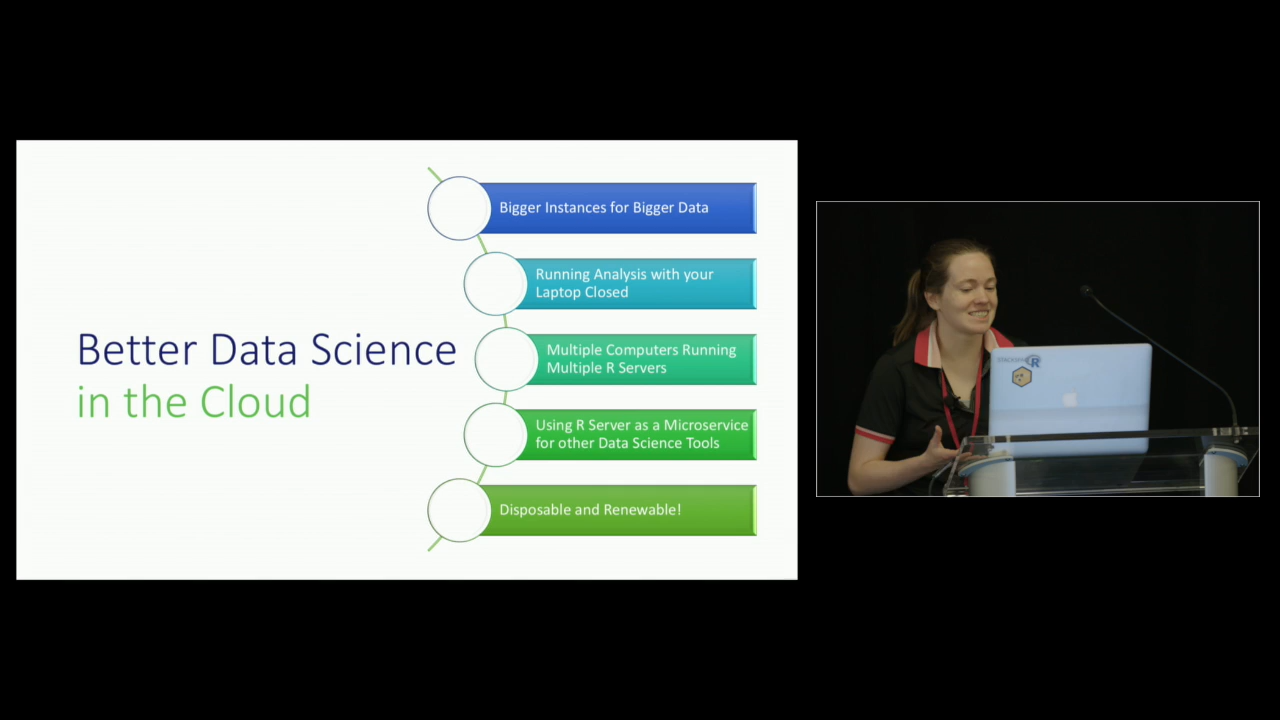 Better Data Science
in the Cloud
Bigger Instances for Bigger Data
Running Analysis with your
Laptop Closed
Multiple Computers Running
Multiple R Servers
Using R Server as a Microservice
for other Data Science Tools
Disposable and Renewable!
R